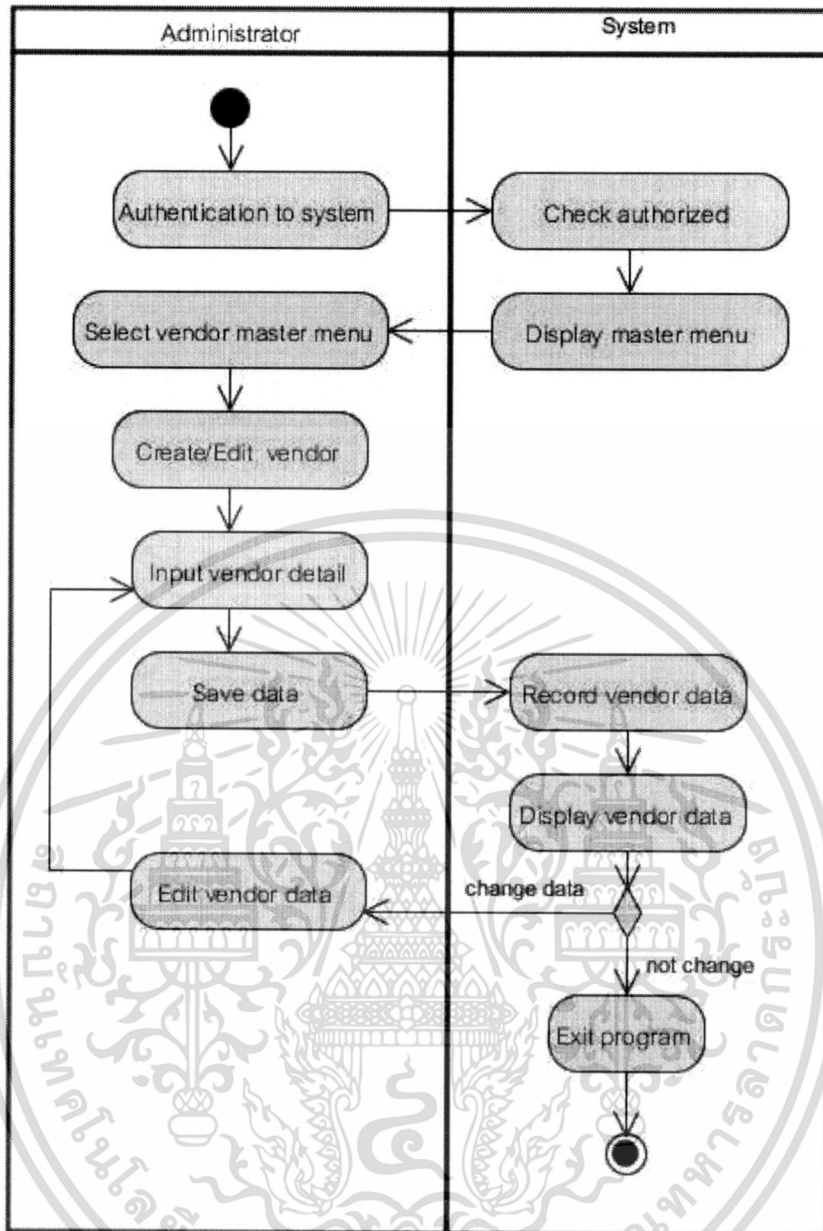 Administrator
System
Authentication to system
Check authorized
Select vendor master menu
Display master menu
Create/Edit vendor
Input vendor detail
Save data
Record vendor data
Display vendor data
Edit vendor data
change data
not change
Exit program